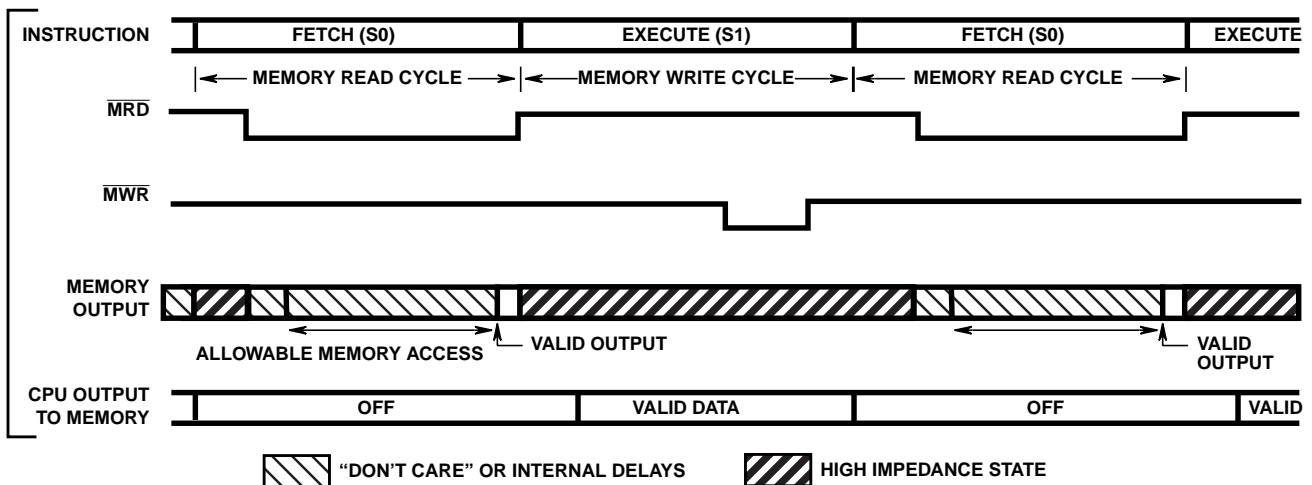 INSTRUCTION FETCH (S0) EXECUTE (S1) FETCH (S0) EXECUTE
MEMORY READ CYCLE MEMORY WRITE CYCLE MEMORY READ CYCLE
MRD
MWR
MEMORY
OUTPUT
ALLOWABLE MEMORY ACCESS
VALID OUTPUT
VALID
OUTPUT
CPU OUTPUT
TO MEMORY
OFF VALID DATA OFF VALID
“DON'T CARE” OR INTERNAL DELAYS HIGH IMPEDANCE STATE